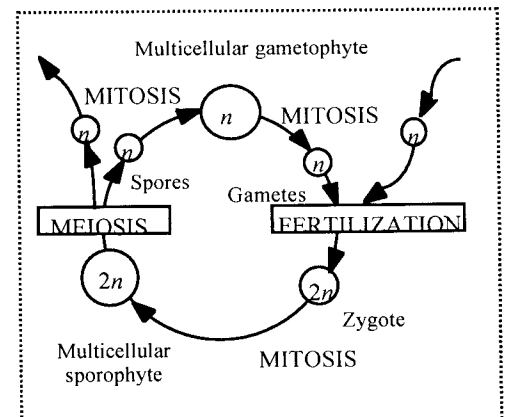 Multicellular gametophyte
MITOSIS
n
MITOSIS
n
n
n
n
Spores
Gametes
MEIOSIS
FERTILIZATION
2n
2n
Zygote
Multicellular
sporophyte
MITOSIS